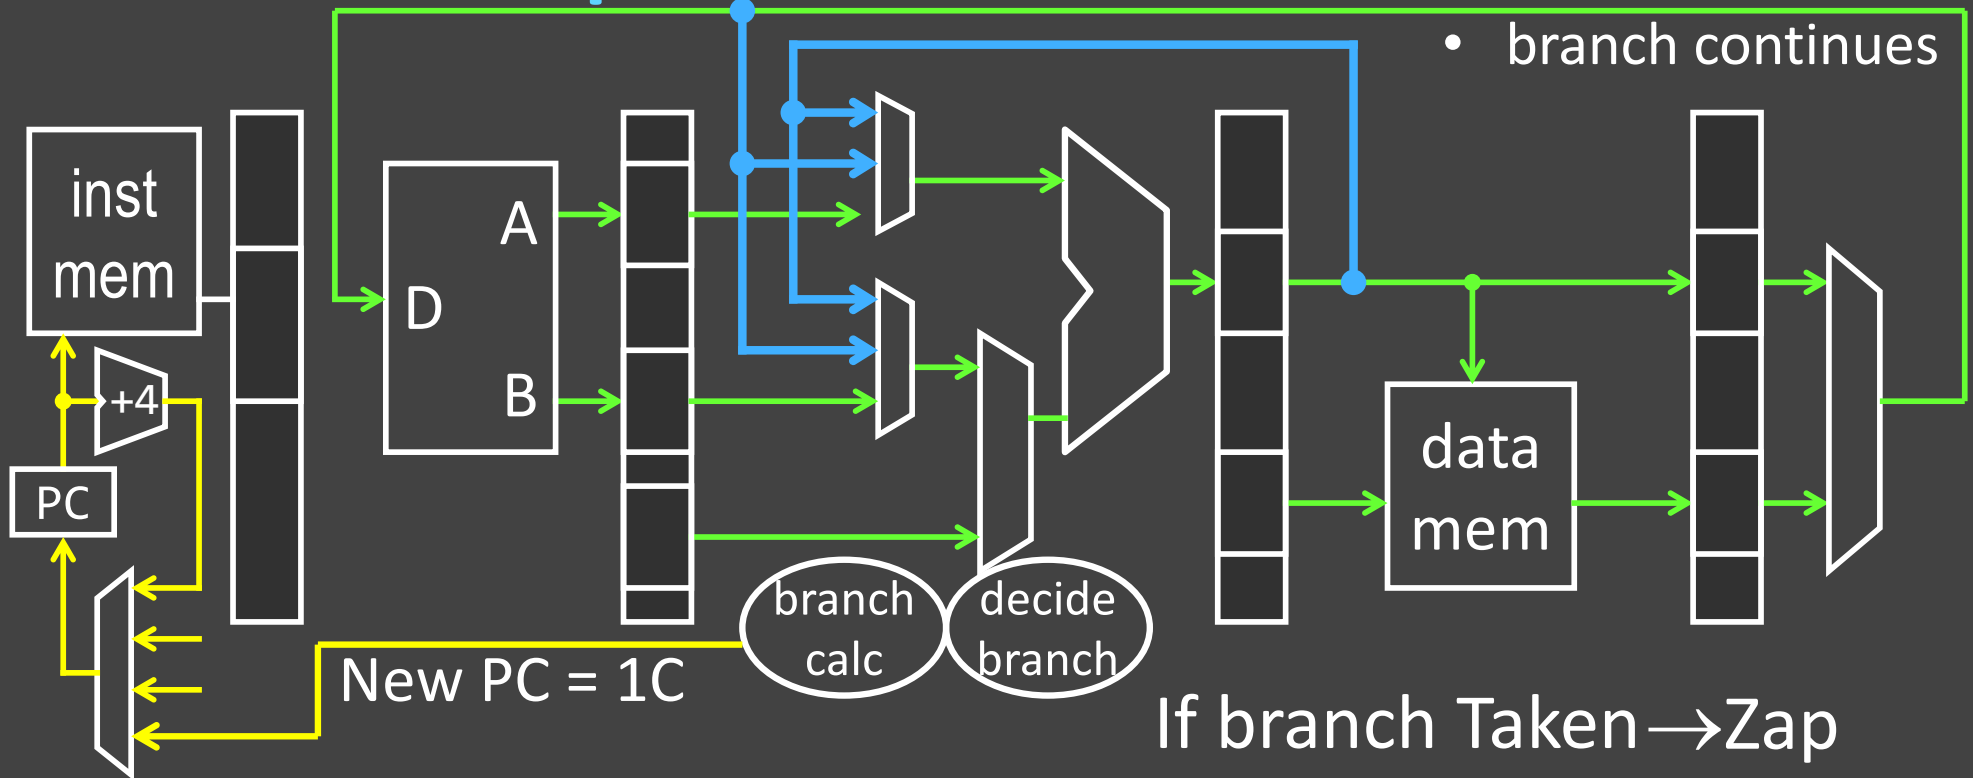 • branch continues
inst
mem
A
D
B
+4
PC
data
mem
branch
calc
decide
branch
New PC = 1C
If branch Taken→Zap